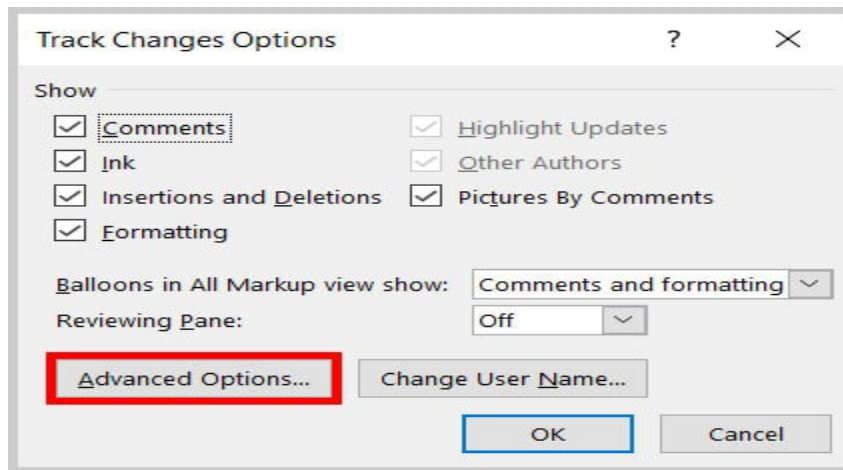 Track Changes Options ?
Show
Comments Highlight Updates
Ink Other Authors
Insertions and Deletions Pictures By Comments
Formatting
Balloons in All Markup view show: Comments and formatting
Reviewing Pane: Off
Advanced Options... Change User Name...
OK Cancel